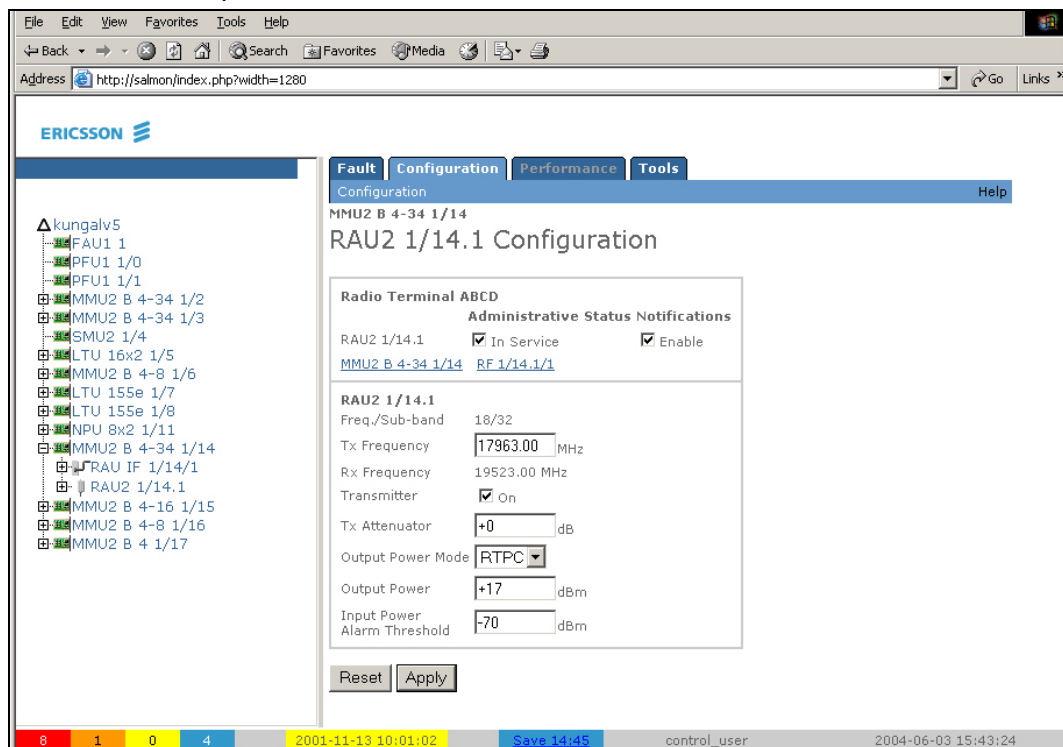 File Edit View Favorites Tools Help
Back Search Favorites Media
Address http://salmon/index.php?width=1280 Go Links »
ERICSSON
Fault Configuration Performance Tools
Configuration Help
kungalv5
FAU1 1
PFU1 1/0
PFU1 1/1
MMU2 B 4-34 1/2
MMU2 B 4-34 1/3
SMU2 1/4
LTU 16x2 1/5
MMU2 B 4-8 1/6
LTU 155e 1/7
LTU 155e 1/8
NPU 8x2 1/11
MMU2 B 4-34 1/14
RAU IF 1/14/1
RAU2 1/14.1
MMU2 B 4-16 1/15
MMU2 B 4-8 1/16
MMU2 B 4 1/17
MMU2 B 4-34 1/14
RAU2 1/14.1 Configuration
Radio Terminal ABCD
Administrative Status Notifications
RAU2 1/14.1 In Service Enable
MMU2 B 4-34 1/14 RF 1/14.1/1
RAU2 1/14.1
Freq./Sub-band 18/32
Tx Frequency 17963.00 MHz
Rx Frequency 19523.00 MHz
Transmitter On
Tx Attenuator +0 dB
Output Power Mode RTPC
Output Power +17 dBm
Input Power
Alarm Threshold -70 dBm
Reset Apply
8 1 0 4 2001-11-13 10:01:02 Save 14:45 control_user 2004-06-03 15:43:24